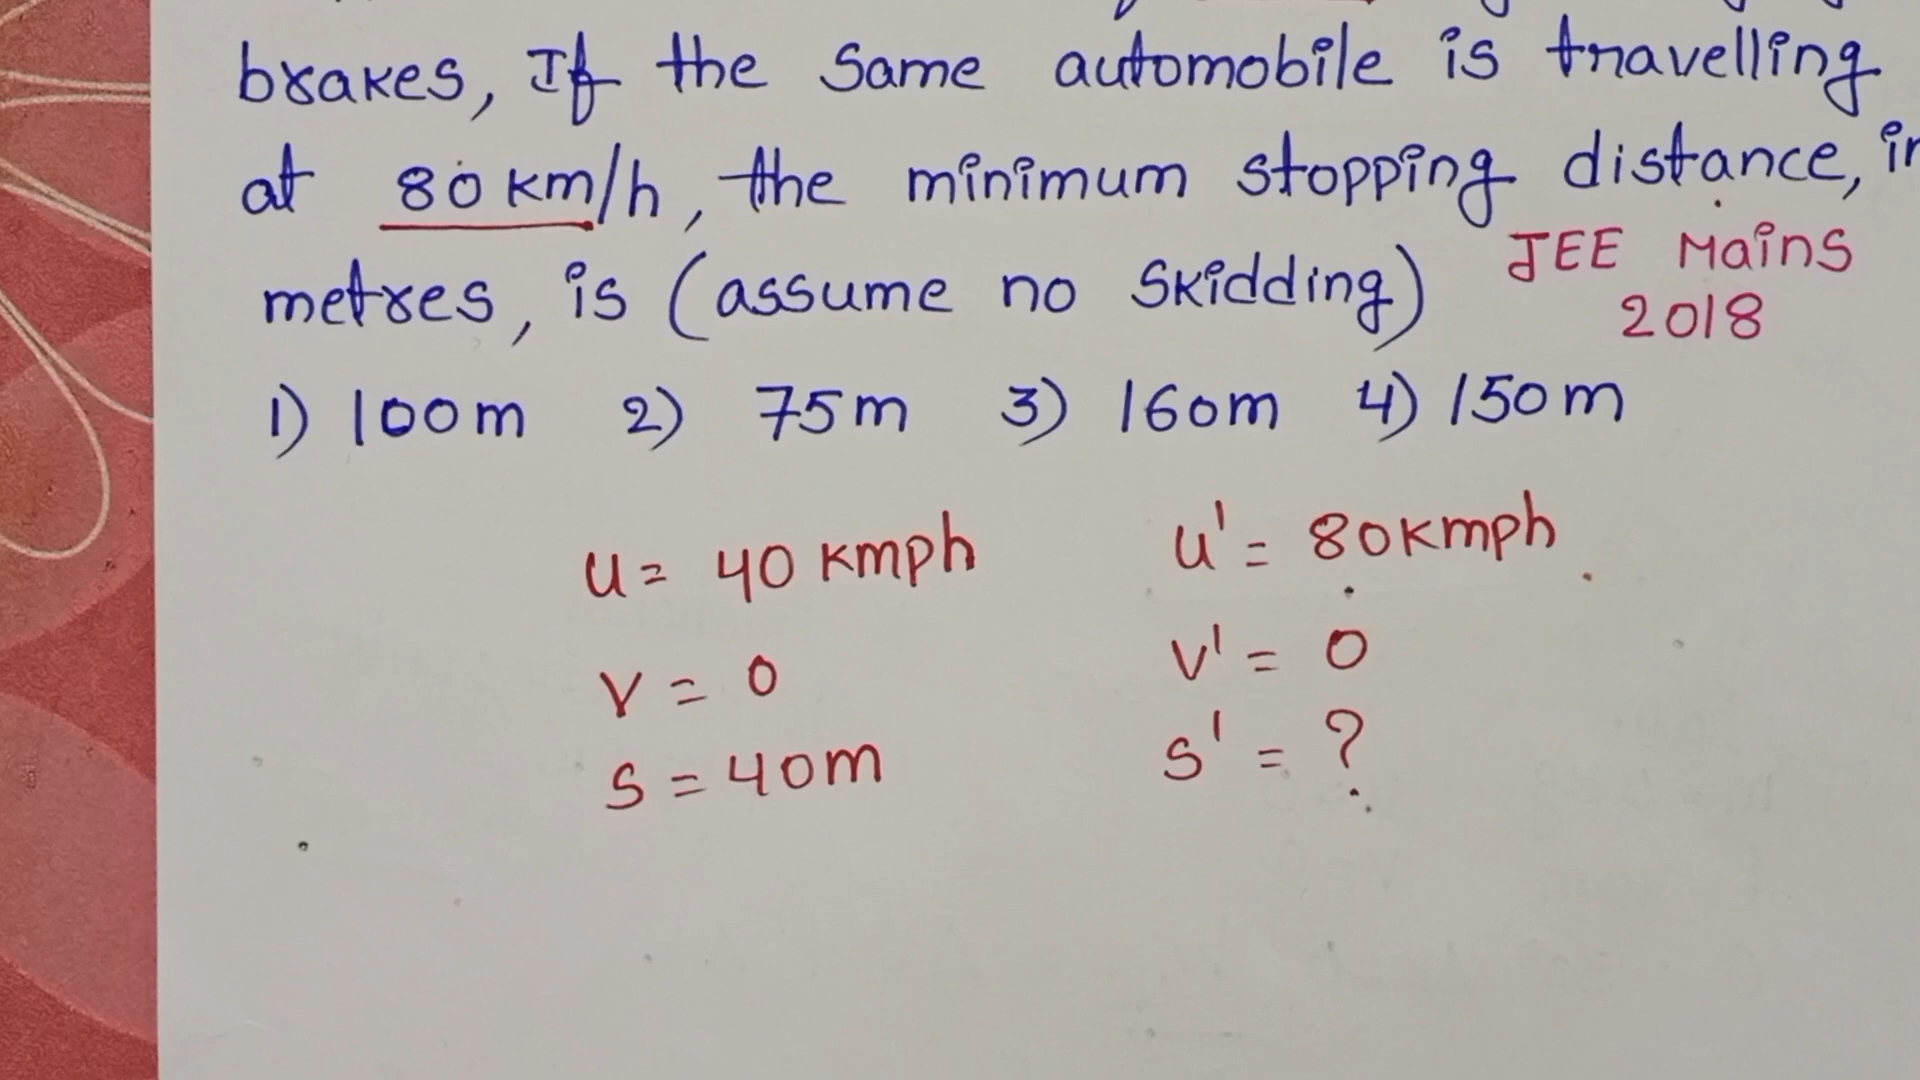 brakes, If the same automobile is travelling
at 80 km/h, the minimum stopping distance, in
metres, is (assume no skidding) JEE Mains
2018
1) 100m 2) 75m 3) 160m 4) 150m
u = 40 kmph u' = 80kmph
v = 0 v' = 0
s = 40m s' = ?